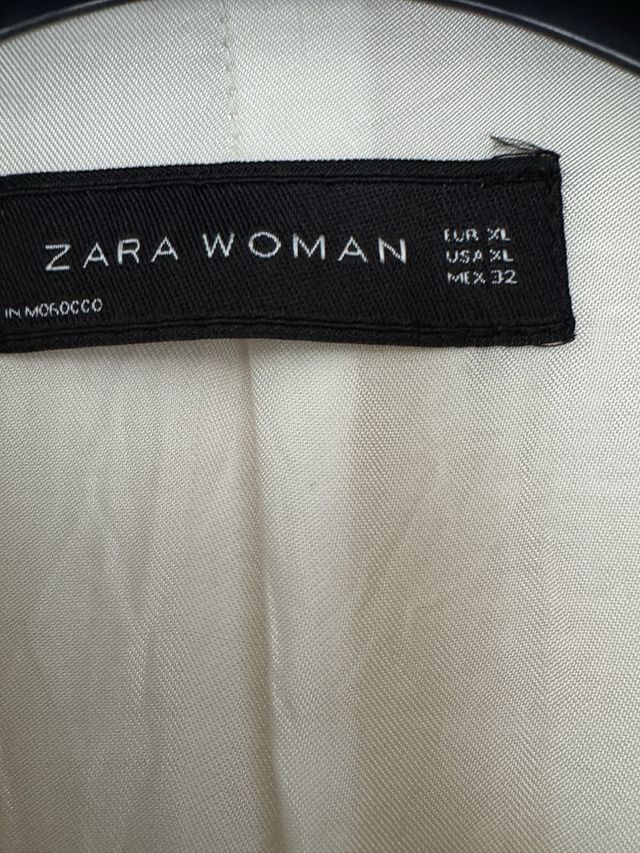 ZARA WOMAN
EUR XL
USA XL
MEX 32
IN MOROCCO